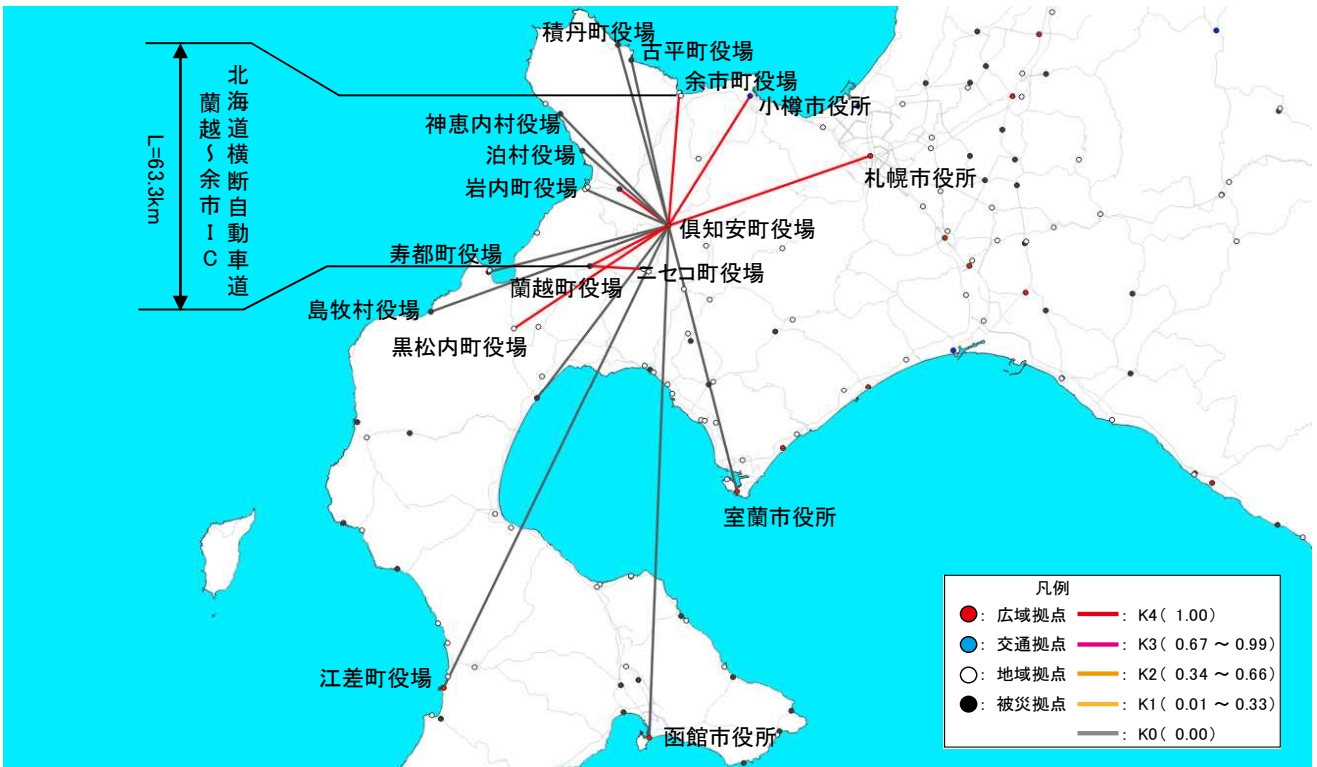 積丹町役場
古平町役場
余市町役場
小樽市役所
北海道横断自動車道
蘭越～余市IC
L=63.3km
神恵内村役場
泊村役場
岩内町役場
札幌市役所
倶知安町役場
寿都町役場
蘭越町役場
ニセコ町役場
島牧村役場
黒松内町役場
室蘭市役所
江差町役場
函館市役所
凡例
: 広域拠点 : K4( 1.00)
: 交通拠点 : K3( 0.67 ～ 0.99)
: 地域拠点 : K2( 0.34 ～ 0.66)
: 被災拠点 : K1( 0.01 ～ 0.33)
: K0( 0.00)